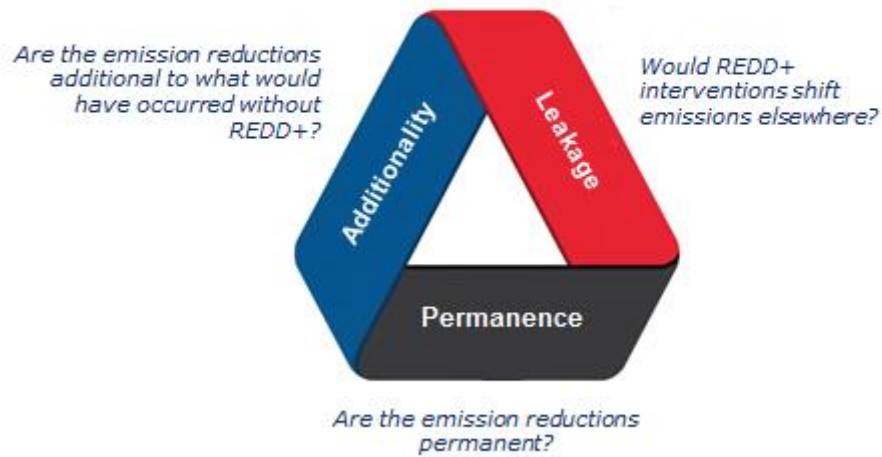 Are the emission reductions
additional to what would
have occurred without
REDD+?
Additionality
Leakage
Would REDD+
interventions shift
emissions elsewhere?
Permanence
Are the emission reductions
permanent?